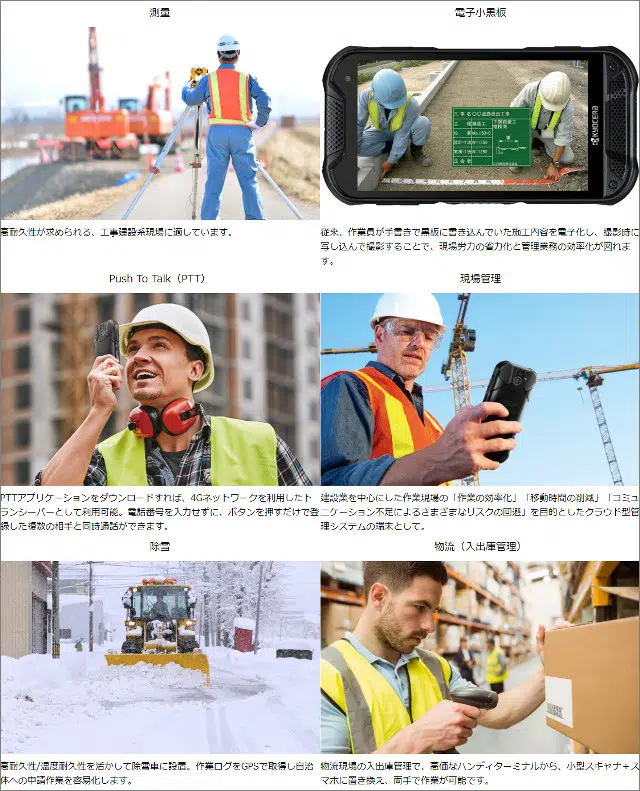 測量
電子小黒板
KYOCERA
高耐久性が求められる、工事建設系現場に適しています。
従来、作業員が手書きで黒板に書き込んでいた施工内容を電子化し、撮影時に
写し込んで撮影することで、現場労力の省力化と管理業務の効率化が図れま
す。
Push To Talk（PTT）
現場管理
PTTアプリケーションをダウンロードすれば、4Gネットワークを利用したト
ランシーバーとして利用可能。電話番号を入力せずに、ボタンを押すだけで登
録した複数の相手と同時通話ができます。
建設業を中心にした作業現場の「作業の効率化」「移動時間の削減」「コミュ
ニケーション不足によるさまざまなリスクの回避」を目的としたクラウド型管
理システムの端末として。
除雪
物流（入出庫管理）
高耐久性/温度耐久性を活かして除雪車に設置。作業ログをGPSで取得し自治
体への申請作業を容易化します。
物流現場の入出庫管理で、高価なハンディターミナルから、小型スキャナ+ス
マホに置き換え、両手で作業が可能です。